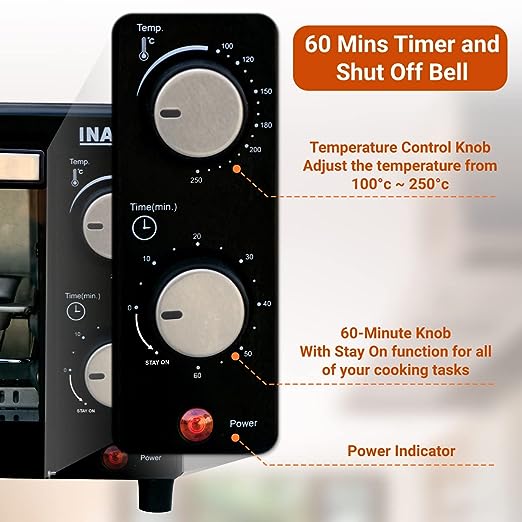 60 Mins Timer and
Shut Off Bell
Temp.
°c
100
120
150
180
200
250
Temperature Control Knob
Adjust the temperature from
100°c ~ 250°c
Time(min.)
0
10
20
30
40
50
60
STAY ON
60-Minute Knob
With Stay On function for all
of your cooking tasks
Power
Power Indicator
INA
Temp.
°c
Time(min.)
10
0
STAY ON
Power